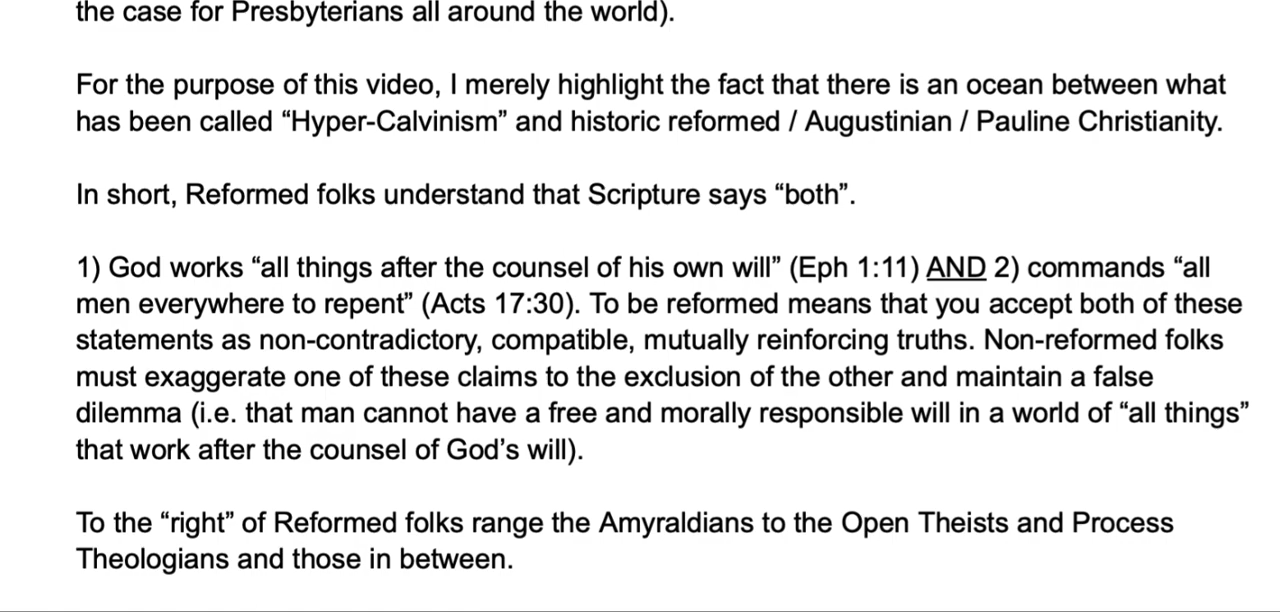 the case for Presbyterians all around the world).
For the purpose of this video, I merely highlight the fact that there is an ocean between what
has been called “Hyper-Calvinism” and historic reformed / Augustinian / Pauline Christianity.
In short, Reformed folks understand that Scripture says “both”.
1) God works “all things after the counsel of his own will” (Eph 1:11) AND 2) commands “all
men everywhere to repent” (Acts 17:30). To be reformed means that you accept both of these
statements as non-contradictory, compatible, mutually reinforcing truths. Non-reformed folks
must exaggerate one of these claims to the exclusion of the other and maintain a false
dilemma (i.e. that man cannot have a free and morally responsible will in a world of “all things”
that work after the counsel of God’s will).
To the “right” of Reformed folks range the Amyraldians to the Open Theists and Process
Theologians and those in between.